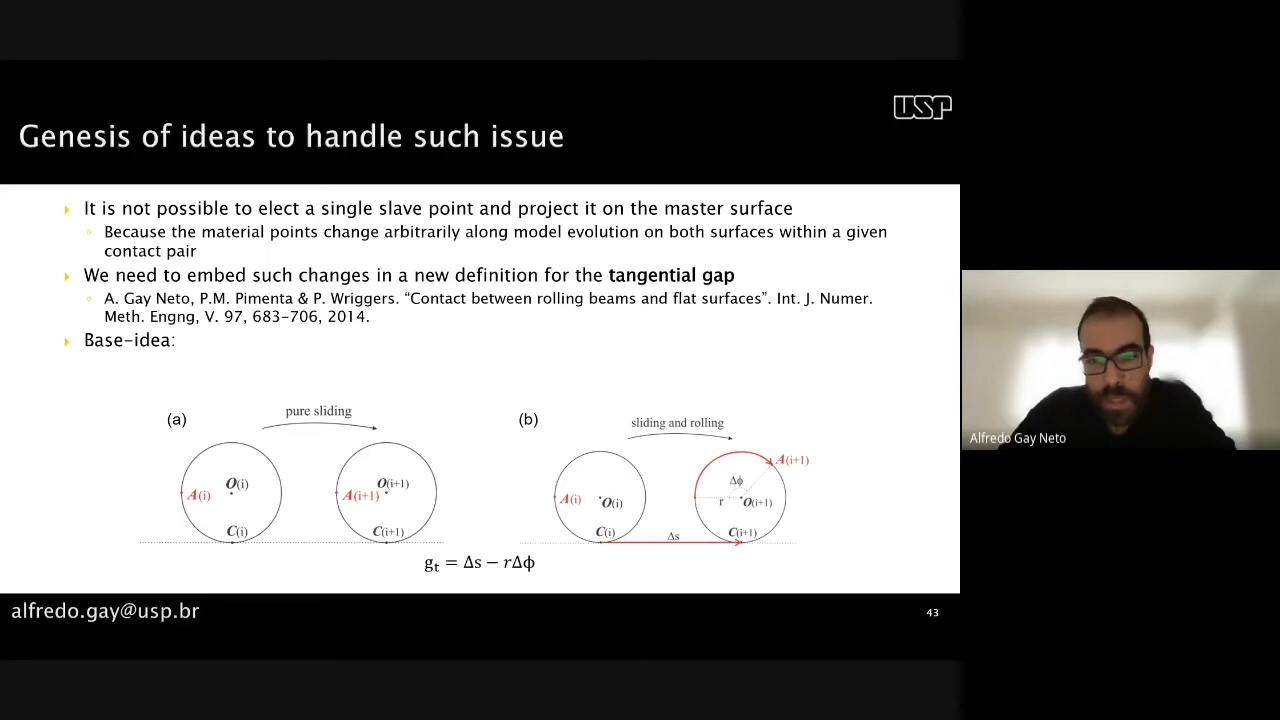 USP
Genesis of ideas to handle such issue
It is not possible to elect a single slave point and project it on the master surface
Because the material points change arbitrarily along model evolution on both surfaces within a given
contact pair
We need to embed such changes in a new definition for the tangential gap
A. Gay Neto, P.M. Pimenta & P. Wriggers. “Contact between rolling beams and flat surfaces”. Int. J. Numer.
Meth. Engng, V. 97, 683-706, 2014.
Base-idea:
(a)
pure sliding
O(i)
A(i)
C(i)
O(i+1)
A(i+1)
C(i+1)
(b)
sliding and rolling
A(i)
O(i)
C(i)
A(i+1)
Δϕ
r
O(i+1)
C(i+1)
Δs
gt = Δs − rΔϕ
alfredo.gay@usp.br
43
Alfredo Gay Neto